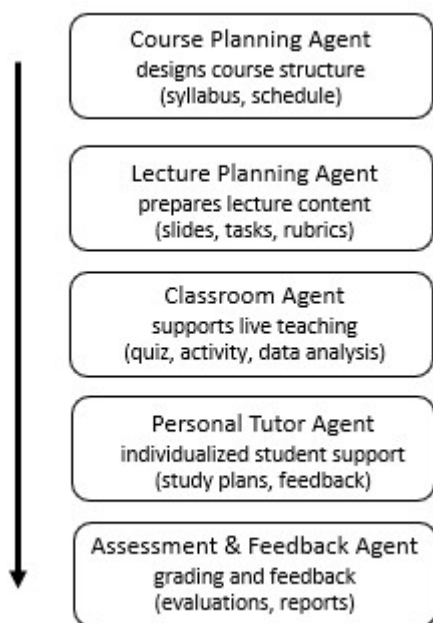 Course Planning Agent
designs course structure
(syllabus, schedule)
Lecture Planning Agent
prepares lecture content
(slides, tasks, rubrics)
Classroom Agent
supports live teaching
(quiz, activity, data analysis)
Personal Tutor Agent
individualized student support
(study plans, feedback)
Assessment & Feedback Agent
grading and feedback
(evaluations, reports)